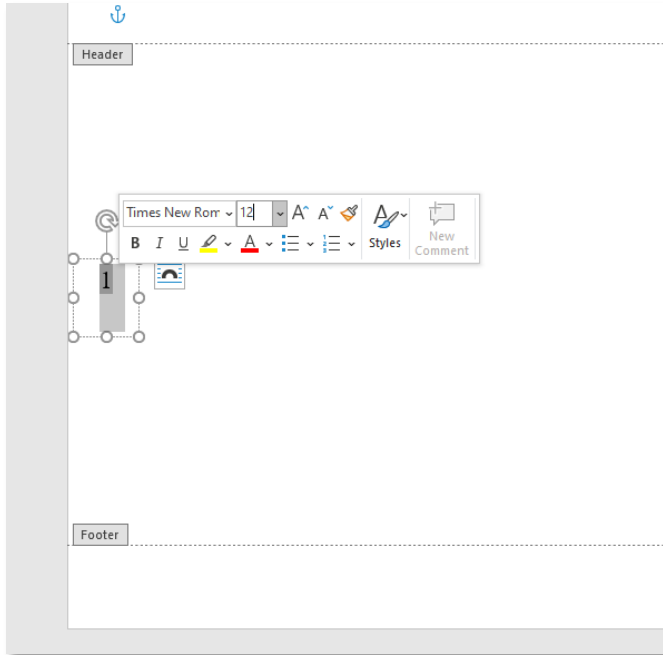 Header
Times New Rom 12
B I U A Styles New
Comment
1
Footer